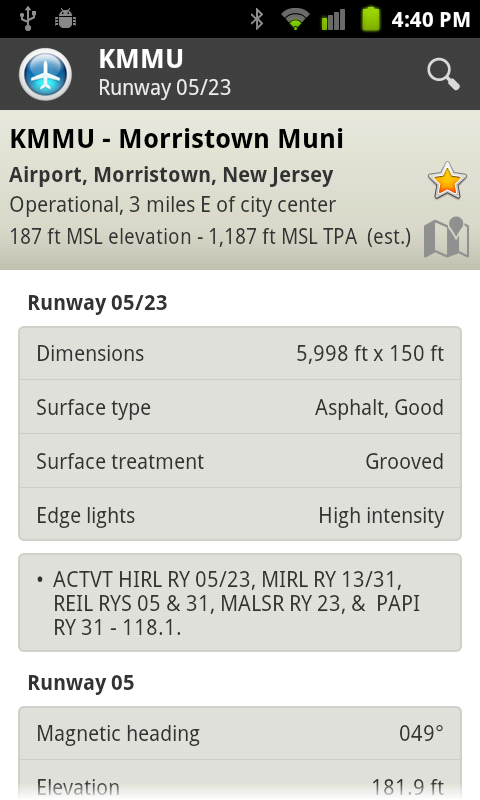 4:40 PM
KMMU
Runway 05/23
KMMU - Morristown Muni
Airport, Morristown, New Jersey
Operational, 3 miles E of city center
187 ft MSL elevation - 1,187 ft MSL TPA (est.)
Runway 05/23
Dimensions 5,998 ft x 150 ft
Surface type Asphalt, Good
Surface treatment Grooved
Edge lights High intensity
• ACTVT HIRL RY 05/23, MIRL RY 13/31,
REIL RYS 05 & 31, MALSR RY 23, & PAPI
RY 31 - 118.1.
Runway 05
Magnetic heading 049°
Elevation 181.9 ft